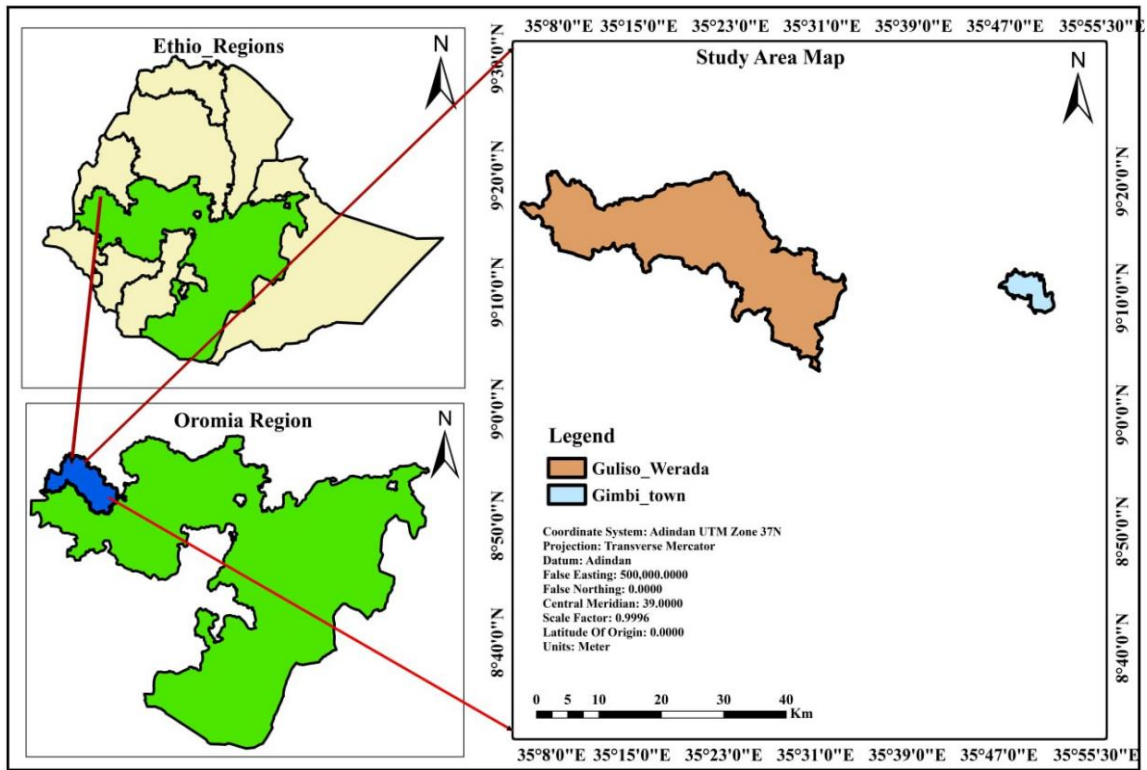 Ethio_Regions
N
Oromia Region
N
35°8'0"E 35°15'0"E 35°23'0"E 35°31'0"E 35°39'0"E 35°47'0"E 35°55'30"E
Study Area Map
N
9°30'0"N
9°20'0"N
9°10'0"N
9°0'0"N
8°50'0"N
8°40'0"N
9°20'0"N
9°10'0"N
9°0'0"N
8°50'0"N
8°40'0"N
Legend
Guliso_Werada
Gimbi_town
Coordinate System: Adindan UTM Zone 37N
Projection: Transverse Mercator
Datum: Adindan
False Easting: 500,000.0000
False Northing: 0.0000
Central Meridian: 39.0000
Scale Factor: 0.9996
Latitude Of Origin: 0.0000
Units: Meter
0 5 10 20 30 40
Km
35°8'0"E 35°15'0"E 35°23'0"E 35°31'0"E 35°39'0"E 35°47'0"E 35°55'30"E